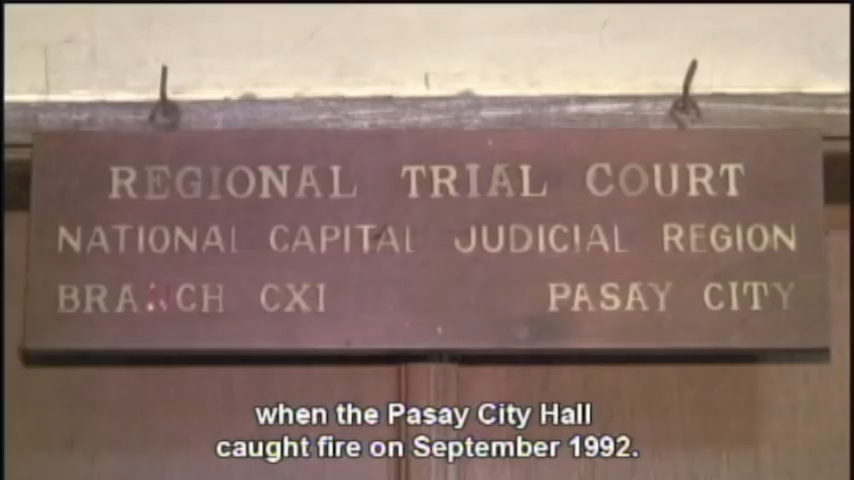 REGIONAL TRIAL COURT
NATIONAL CAPITAL JUDICIAL REGION
BRANCH CXI PASAY CITY
when the Pasay City Hall
caught fire on September 1992.